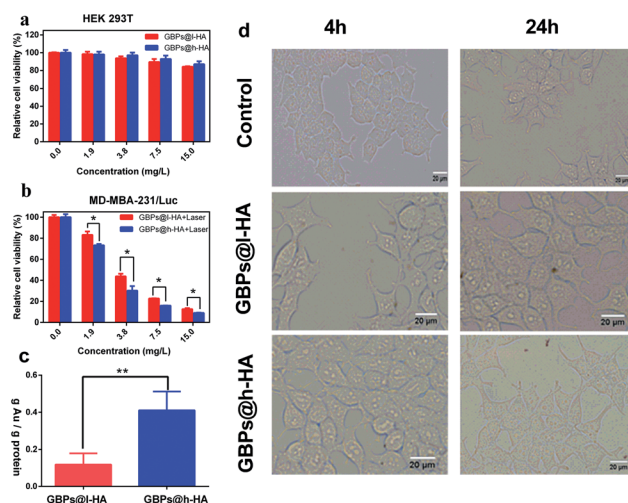 a
HEK 293T
GBPs@l-HA
GBPs@h-HA
Relative cell viability (%)
120
100
80
60
40
20
0
0.0 1.9 3.8 7.5 15.0
Concentration (mg/L)
b
MD-MBA-231/Luc
GBPs@l-HA+Laser
GBPs@h-HA+Laser
Relative cell viability (%)
100
80
60
40
20
0
* * * *
0.0 1.9 3.8 7.5 15.0
Concentration (mg/L)
c
g Au / g protein
0.6
0.4
0.2
0.0
**
GBPs@l-HA GBPs@h-HA
d
4h 24h
Control
20 µm 20 µm
GBPs@l-HA
20 µm 20 µm
GBPs@h-HA
20 µm 20 µm